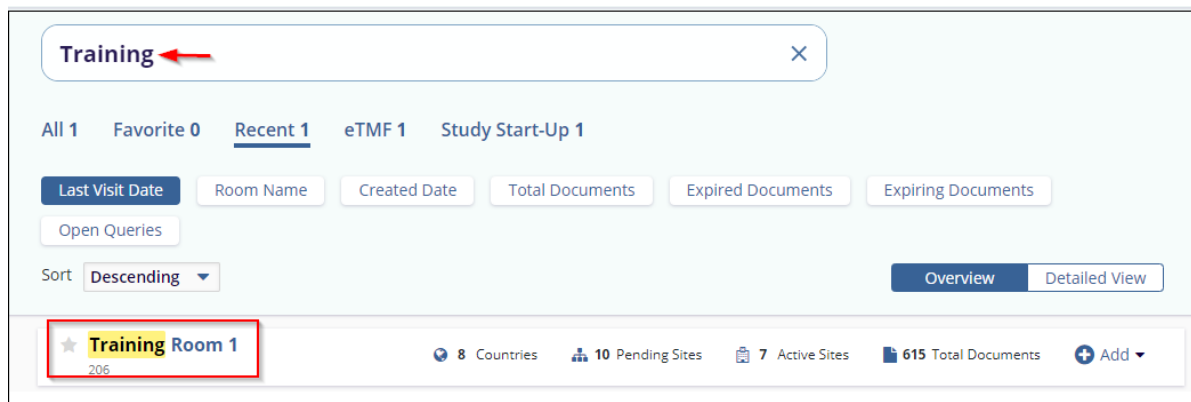 Training
All 1 Favorite 0 Recent 1 eTMF 1 Study Start-Up 1
Last Visit Date Room Name Created Date Total Documents Expired Documents Expiring Documents
Open Queries
Sort Descending Overview Detailed View
Training Room 1 8 Countries 10 Pending Sites 7 Active Sites 615 Total Documents Add
206